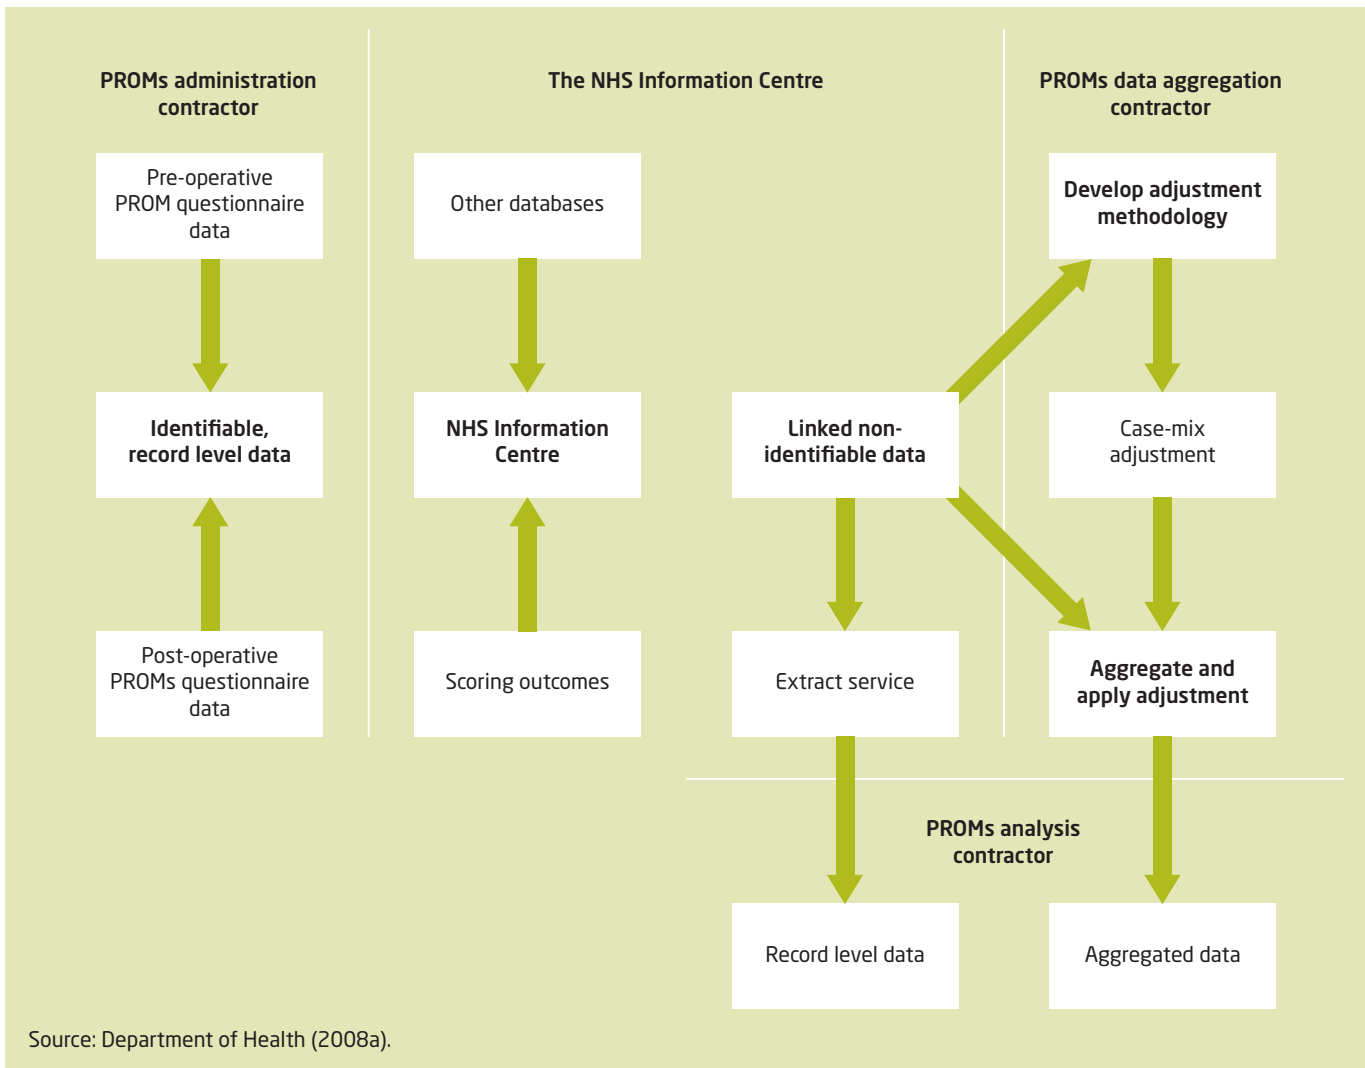 PROMs administration
contractor
The NHS Information Centre
PROMs data aggregation
contractor
Pre-operative
PROM questionnaire
data
Other databases
Develop adjustment
methodology
Identifiable,
record level data
NHS Information
Centre
Linked non-
identifiable data
Case-mix
adjustment
Post-operative
PROMs questionnaire
data
Scoring outcomes
Extract service
Aggregate and
apply adjustment
PROMs analysis
contractor
Record level data
Aggregated data
Source: Department of Health (2008a).